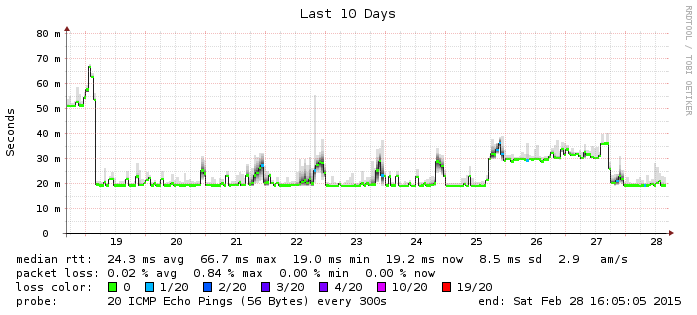 Last 10 Days
RRDTOOL / TOBI OETIKER
Seconds
80 m
70 m
60 m
50 m
40 m
30 m
20 m
10 m
0
19 20 21 22 23 24 25 26 27 28
median rtt: 24.3 ms avg 66.7 ms max 19.0 ms min 19.2 ms now 8.5 ms sd 2.9 am/s
packet loss: 0.02 % avg 0.84 % max 0.00 % min 0.00 % now
loss color: 0 1/20 2/20 3/20 4/20 10/20 19/20
probe: 20 ICMP Echo Pings (56 Bytes) every 300s end: Sat Feb 28 16:05:05 2015